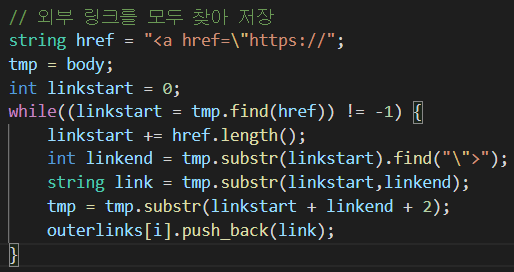 // 외부 링크를 모두 찾아 저장
string href = "<a href=\"https://";
tmp = body;
int linkstart = 0;
while((linkstart = tmp.find(href)) != -1) {
    linkstart += href.length();
    int linkend = tmp.substr(linkstart).find("\">");
    string link = tmp.substr(linkstart,linkend);
    tmp = tmp.substr(linkstart + linkend + 2);
    outerlinks[i].push_back(link);
}